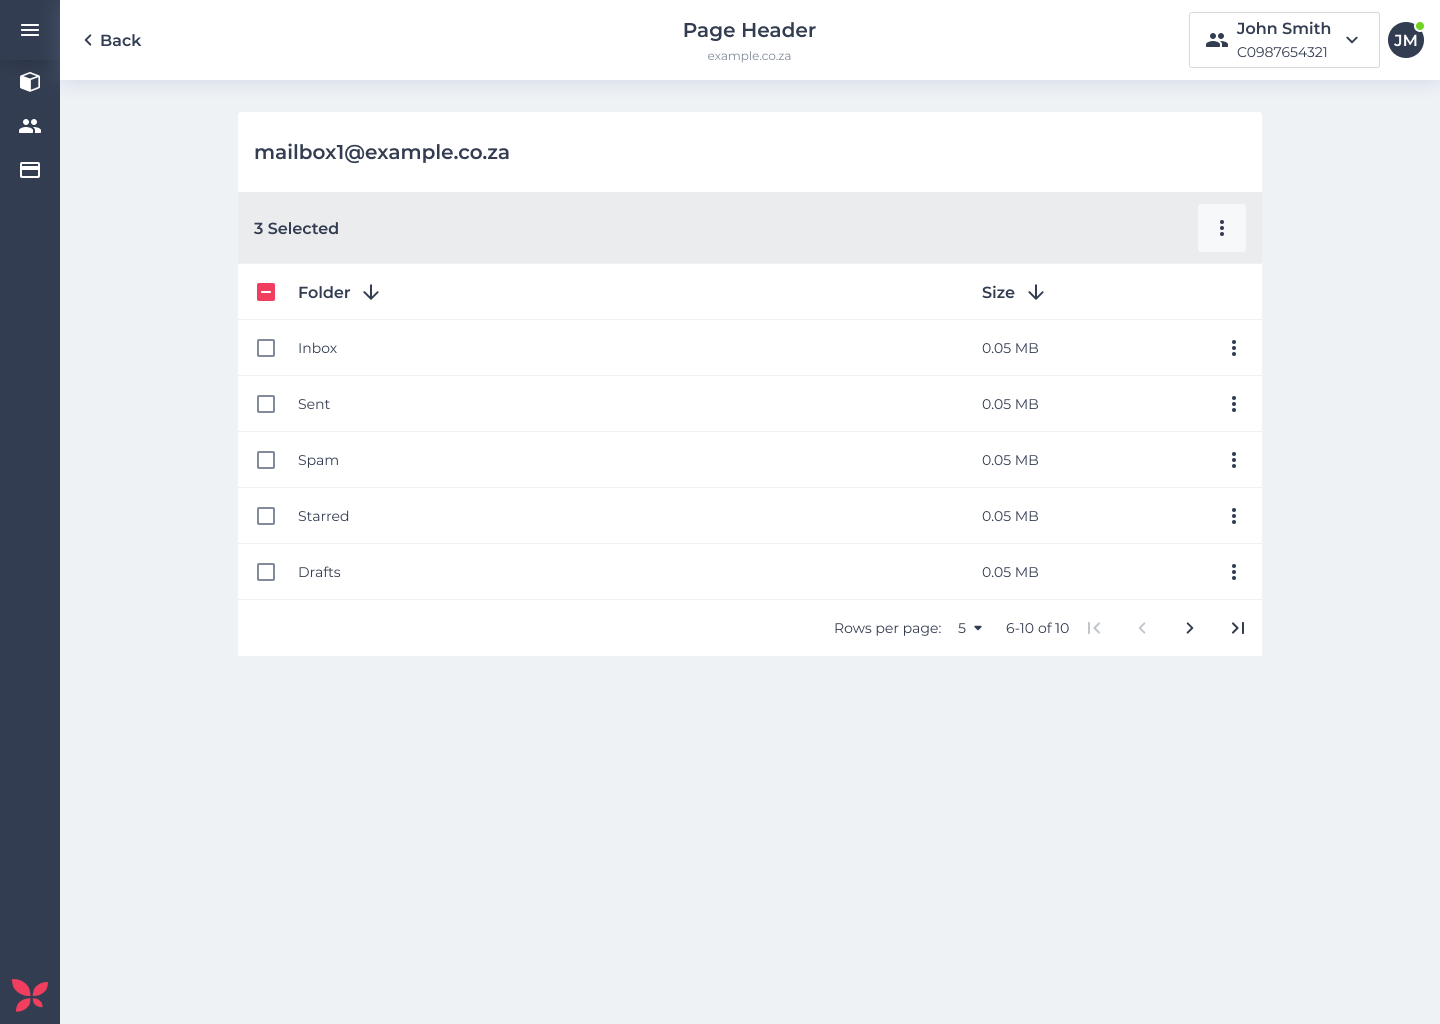 Back
Page Header
example.co.za
John Smith
C0987654321
JM
mailbox1@example.co.za
3 Selected
Folder Size
Inbox 0.05 MB
Sent 0.05 MB
Spam 0.05 MB
Starred 0.05 MB
Drafts 0.05 MB
Rows per page: 5 6-10 of 10